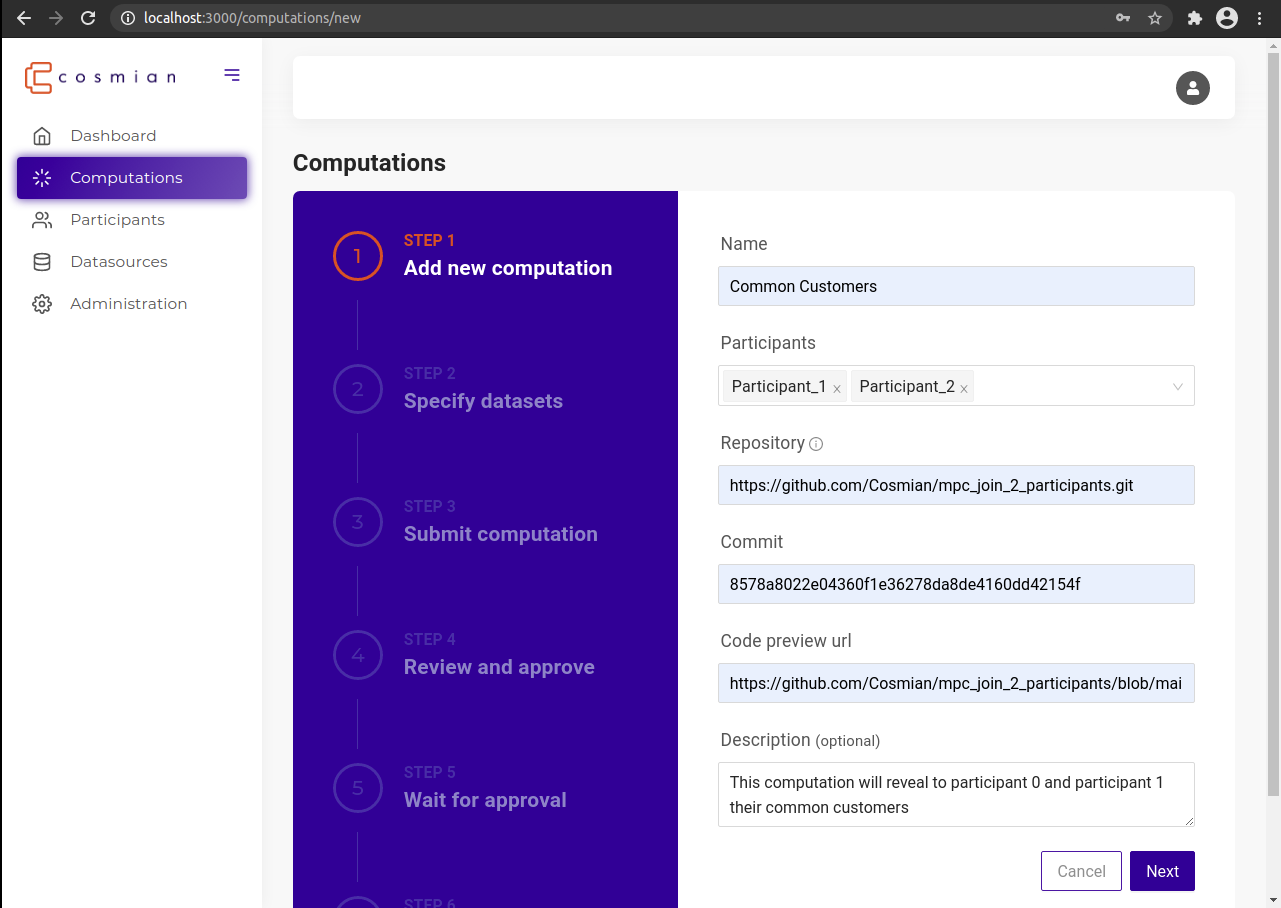 localhost:3000/computations/new
cosmian
Dashboard
Computations
Participants
Datasources
Administration
Computations
1
STEP 1
Add new computation
2
STEP 2
Specify datasets
3
STEP 3
Submit computation
4
STEP 4
Review and approve
5
STEP 5
Wait for approval
STEP 6
Name
Common Customers
Participants
Participant_1 x Participant_2 x
Repository
https://github.com/Cosmian/mpc_join_2_participants.git
Commit
8578a8022e04360f1e36278da8de4160dd42154f
Code preview url
https://github.com/Cosmian/mpc_join_2_participants/blob/mai
Description (optional)
This computation will reveal to participant 0 and participant 1
their common customers
Cancel Next